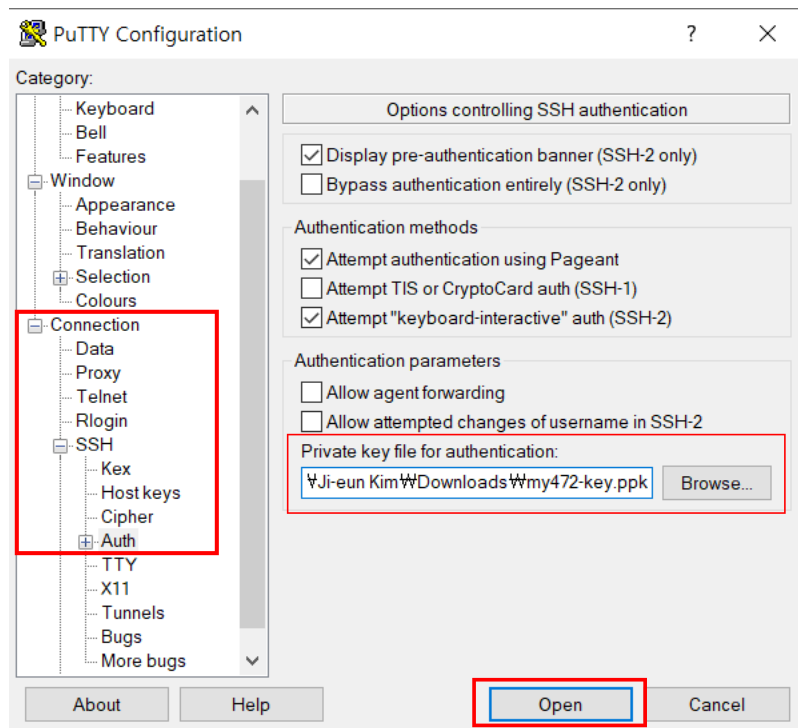 PuTTY Configuration
?
Category:
Keyboard
Bell
Features
Window
Appearance
Behaviour
Translation
Selection
Colours
Connection
Data
Proxy
Telnet
Rlogin
SSH
Kex
Host keys
Cipher
Auth
TTY
X11
Tunnels
Bugs
More bugs
Options controlling SSH authentication
Display pre-authentication banner (SSH-2 only)
Bypass authentication entirely (SSH-2 only)
Authentication methods
Attempt authentication using Pageant
Attempt TIS or CryptoCard auth (SSH-1)
Attempt "keyboard-interactive" auth (SSH-2)
Authentication parameters
Allow agent forwarding
Allow attempted changes of username in SSH-2
Private key file for authentication:
₩Ji-eun Kim₩Downloads₩my472-key.ppk Browse...
About Help Open Cancel